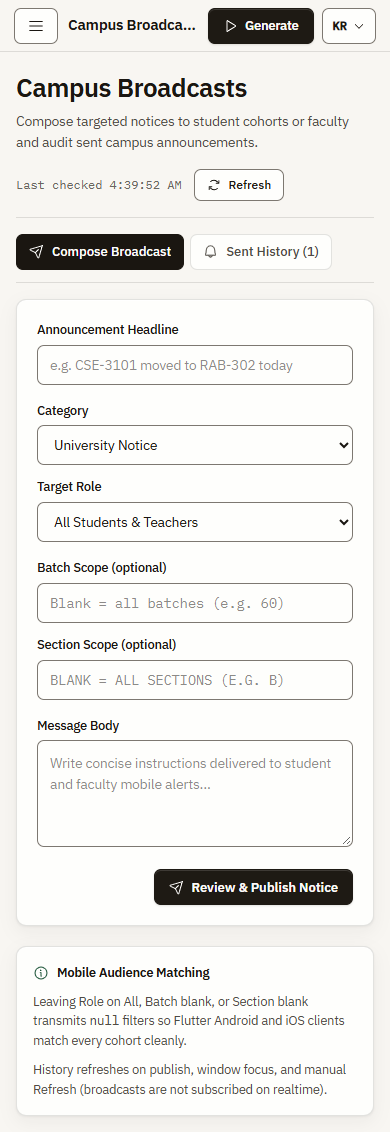 Campus Broadca...
Generate
KR
Campus Broadcasts
Compose targeted notices to student cohorts or faculty
and audit sent campus announcements.
Last checked 4:39:52 AM
Refresh
Compose Broadcast
Sent History (1)
Announcement Headline
e.g. CSE-3101 moved to RAB-302 today
Category
University Notice
Target Role
All Students & Teachers
Batch Scope (optional)
Blank = all batches (e.g. 60)
Section Scope (optional)
BLANK = ALL SECTIONS (E.G. B)
Message Body
Write concise instructions delivered to student
and faculty mobile alerts...
Review & Publish Notice
Mobile Audience Matching
Leaving Role on All, Batch blank, or Section blank
transmits null filters so Flutter Android and iOS clients
match every cohort cleanly.
History refreshes on publish, window focus, and manual
Refresh (broadcasts are not subscribed on realtime).